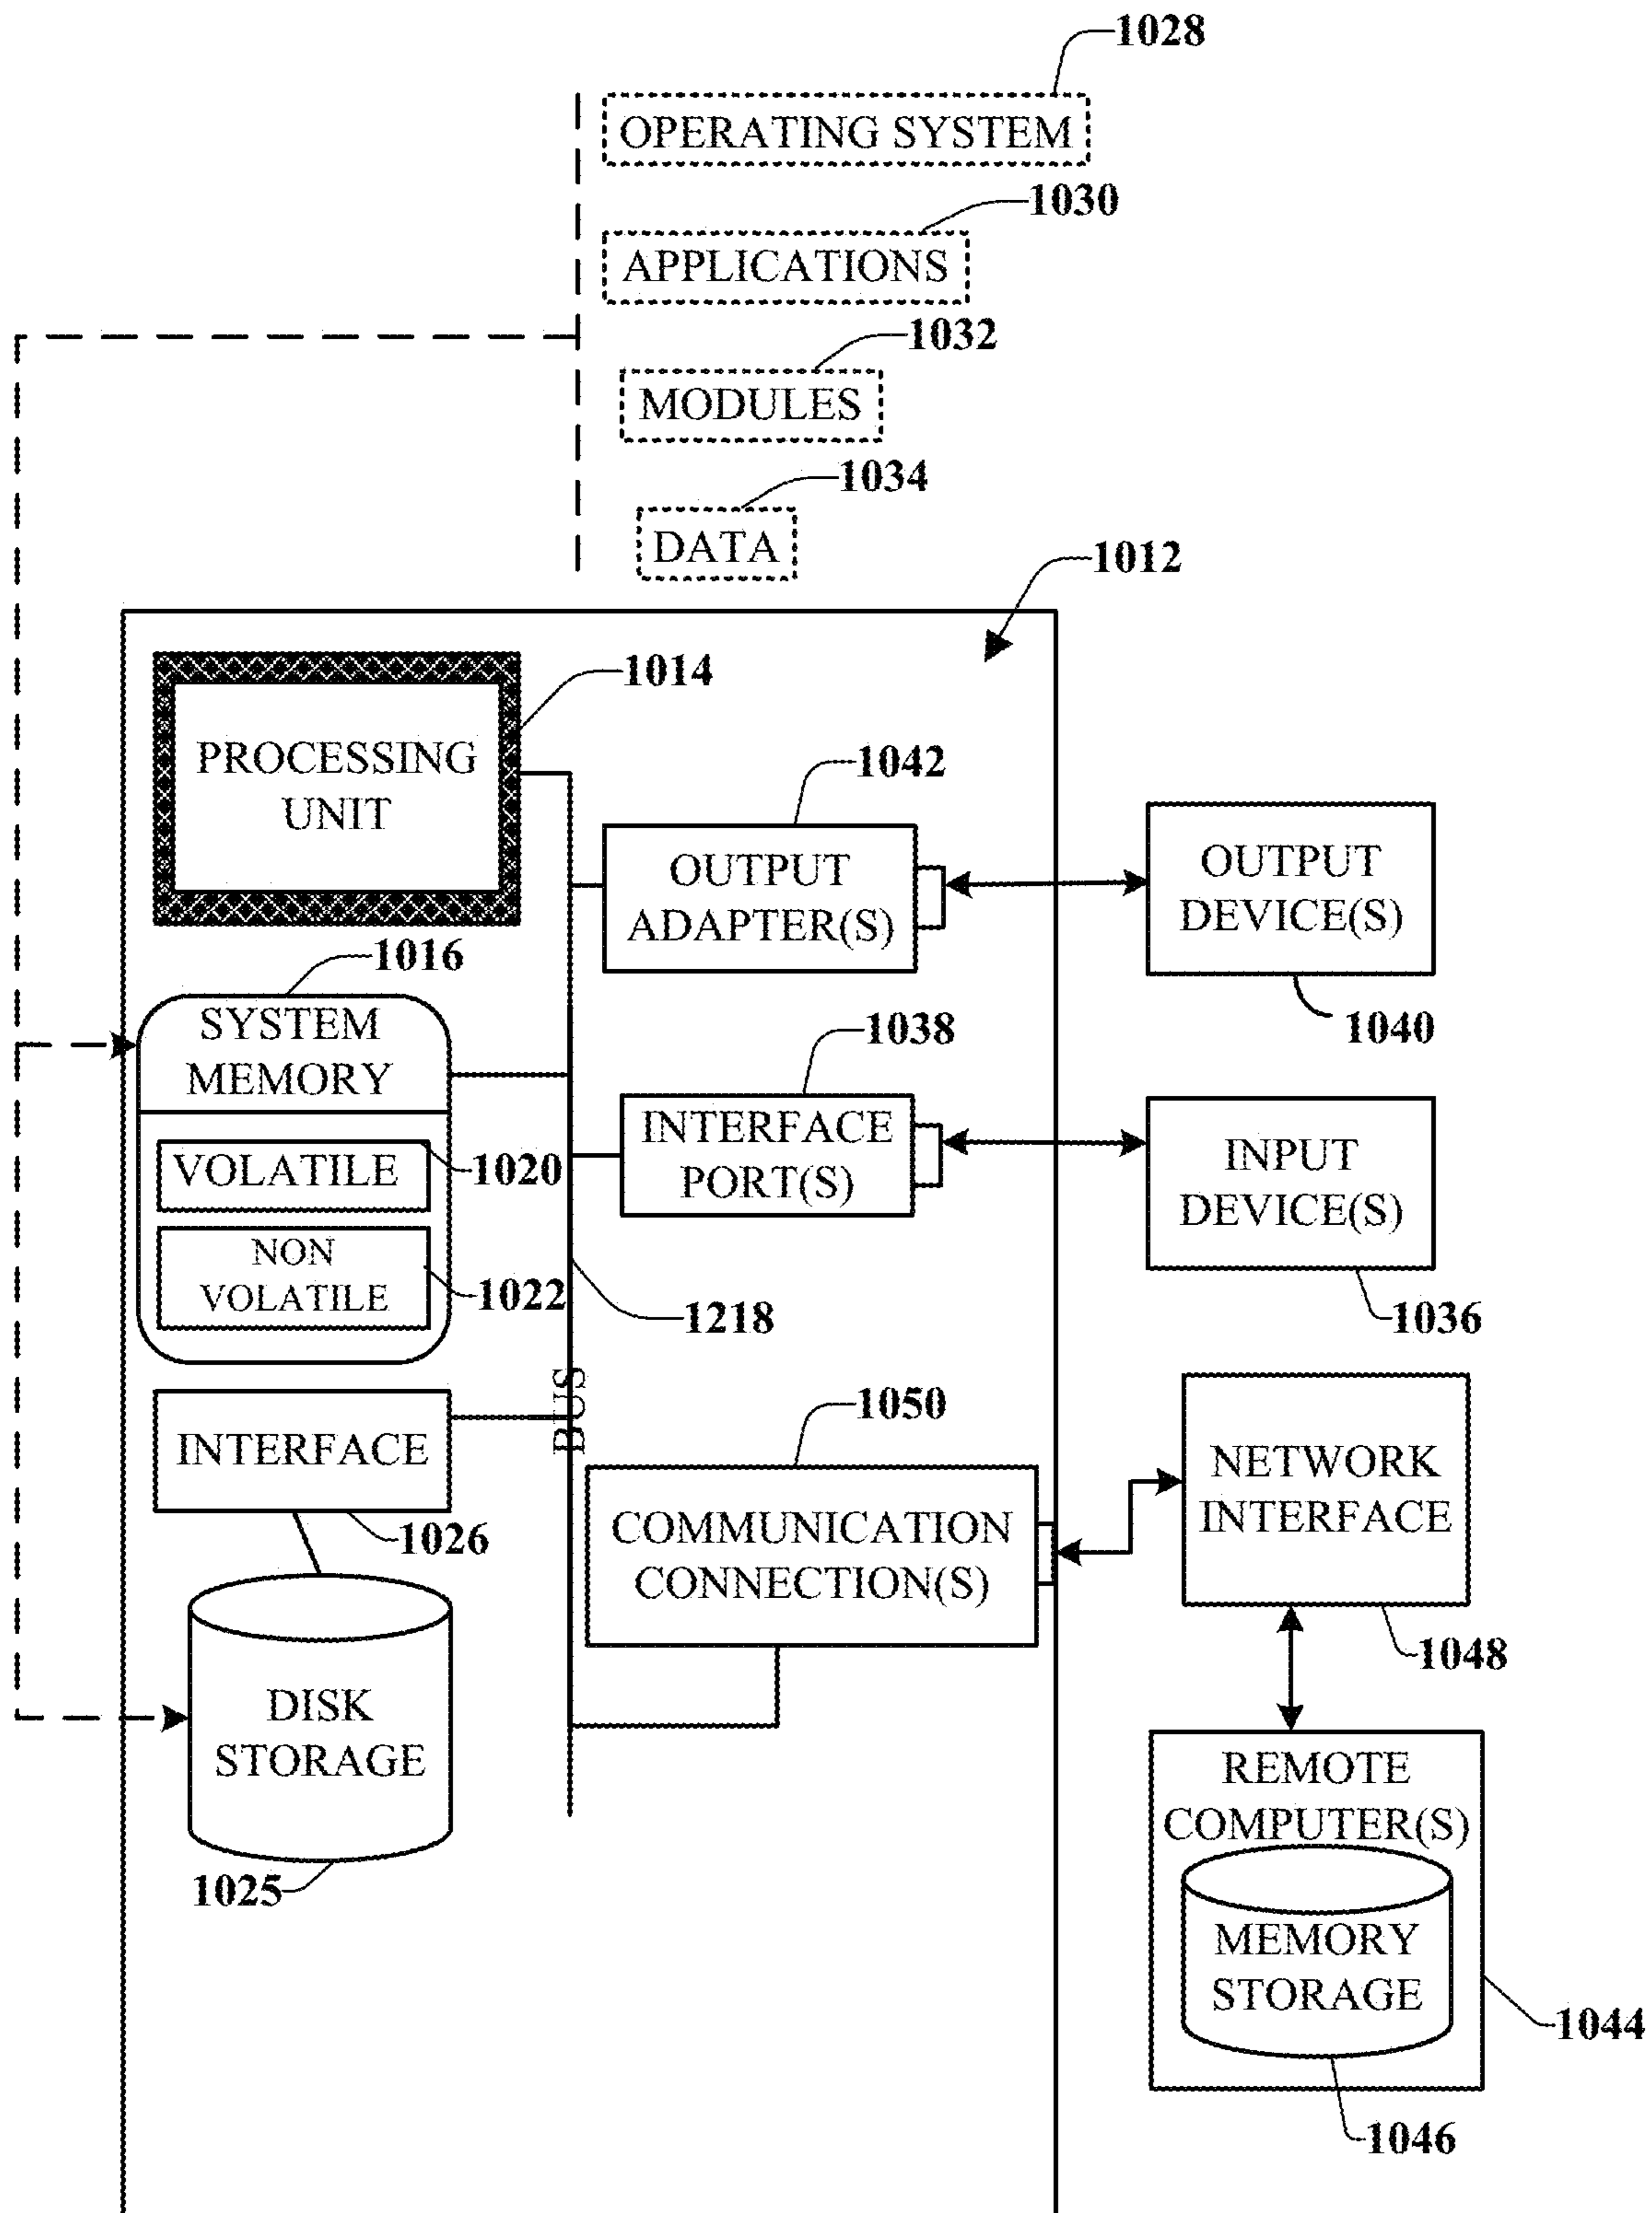 1028
OPERATING SYSTEM
1030
APPLICATIONS
1032
MODULES
1034
DATA
1012
1014
PROCESSING
UNIT
1042
OUTPUT
ADAPTER(S)
OUTPUT
DEVICE(S)
1040
1016
SYSTEM
MEMORY
1038
INTERFACE
PORT(S)
INPUT
DEVICE(S)
1036
VOLATILE
1020
NON
VOLATILE
1022
1218
BUS
INTERFACE
1026
1050
COMMUNICATION
CONNECTION(S)
NETWORK
INTERFACE
1048
DISK
STORAGE
1025
REMOTE
COMPUTER(S)
MEMORY
STORAGE
1044
1046